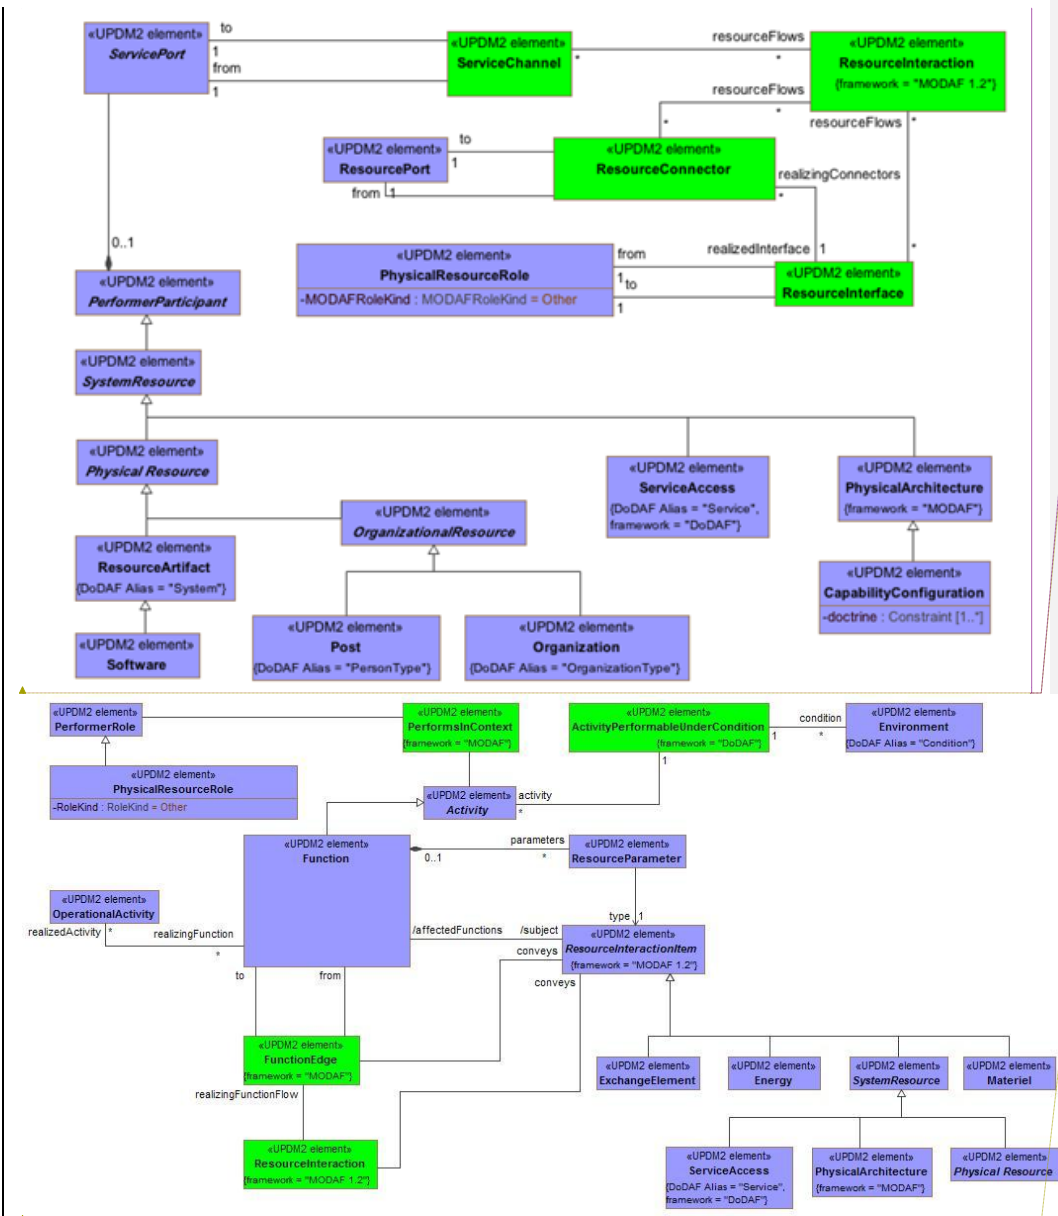 «UPDM2 element»
ServicePort
to
1
from
1
«UPDM2 element»
ServiceChannel
*
resourceFlows
*
«UPDM2 element»
ResourceInteraction
{framework = "MODAF 1.2"}
resourceFlows
*
*
resourceFlows
*
*
«UPDM2 element»
ResourcePort
to
1
from
1
«UPDM2 element»
ResourceConnector
realizingConnectors
*
realizedInterface
1
«UPDM2 element»
PhysicalResourceRole
-MODAFRoleKind : MODAFRoleKind = Other
from
1
to
1
«UPDM2 element»
ResourceInterface
0..1
«UPDM2 element»
PerformerParticipant
«UPDM2 element»
SystemResource
«UPDM2 element»
Physical Resource
«UPDM2 element»
ServiceAccess
{DoDAF Alias = "Service",
framework = "DoDAF"}
«UPDM2 element»
PhysicalArchitecture
{framework = "MODAF"}
«UPDM2 element»
OrganizationalResource
«UPDM2 element»
ResourceArtifact
{DoDAF Alias = "System"}
«UPDM2 element»
CapabilityConfiguration
-doctrine : Constraint [1..*]
«UPDM2 element»
Software
«UPDM2 element»
Post
{DoDAF Alias = "PersonType"}
«UPDM2 element»
Organization
{DoDAF Alias = "OrganizationType"}
«UPDM2 element»
PerformerRole
«UPDM2 element»
PerformsInContext
{framework = "MODAF"}
«UPDM2 element»
ActivityPerformableUnderCondition
{framework = "DoDAF"}
1
condition
*
«UPDM2 element»
Environment
{DoDAF Alias = "Condition"}
1
«UPDM2 element»
PhysicalResourceRole
-RoleKind : RoleKind = Other
«UPDM2 element»
Activity
activity
*
«UPDM2 element»
Function
0..1
parameters
*
«UPDM2 element»
ResourceParameter
type
1
«UPDM2 element»
OperationalActivity
realizedActivity
*
realizingFunction
*
/affectedFunctions
/subject
«UPDM2 element»
ResourceInteractionItem
{framework = "MODAF 1.2"}
conveys
conveys
to
from
«UPDM2 element»
FunctionEdge
{framework = "MODAF"}
realizingFunctionFlow
«UPDM2 element»
ResourceInteraction
{framework = "MODAF 1.2"}
«UPDM2 element»
ExchangeElement
«UPDM2 element»
Energy
«UPDM2 element»
SystemResource
«UPDM2 element»
Materiel
«UPDM2 element»
ServiceAccess
{DoDAF Alias = "Service",
framework = "DoDAF"}
«UPDM2 element»
PhysicalArchitecture
{framework = "MODAF"}
«UPDM2 element»
Physical Resource